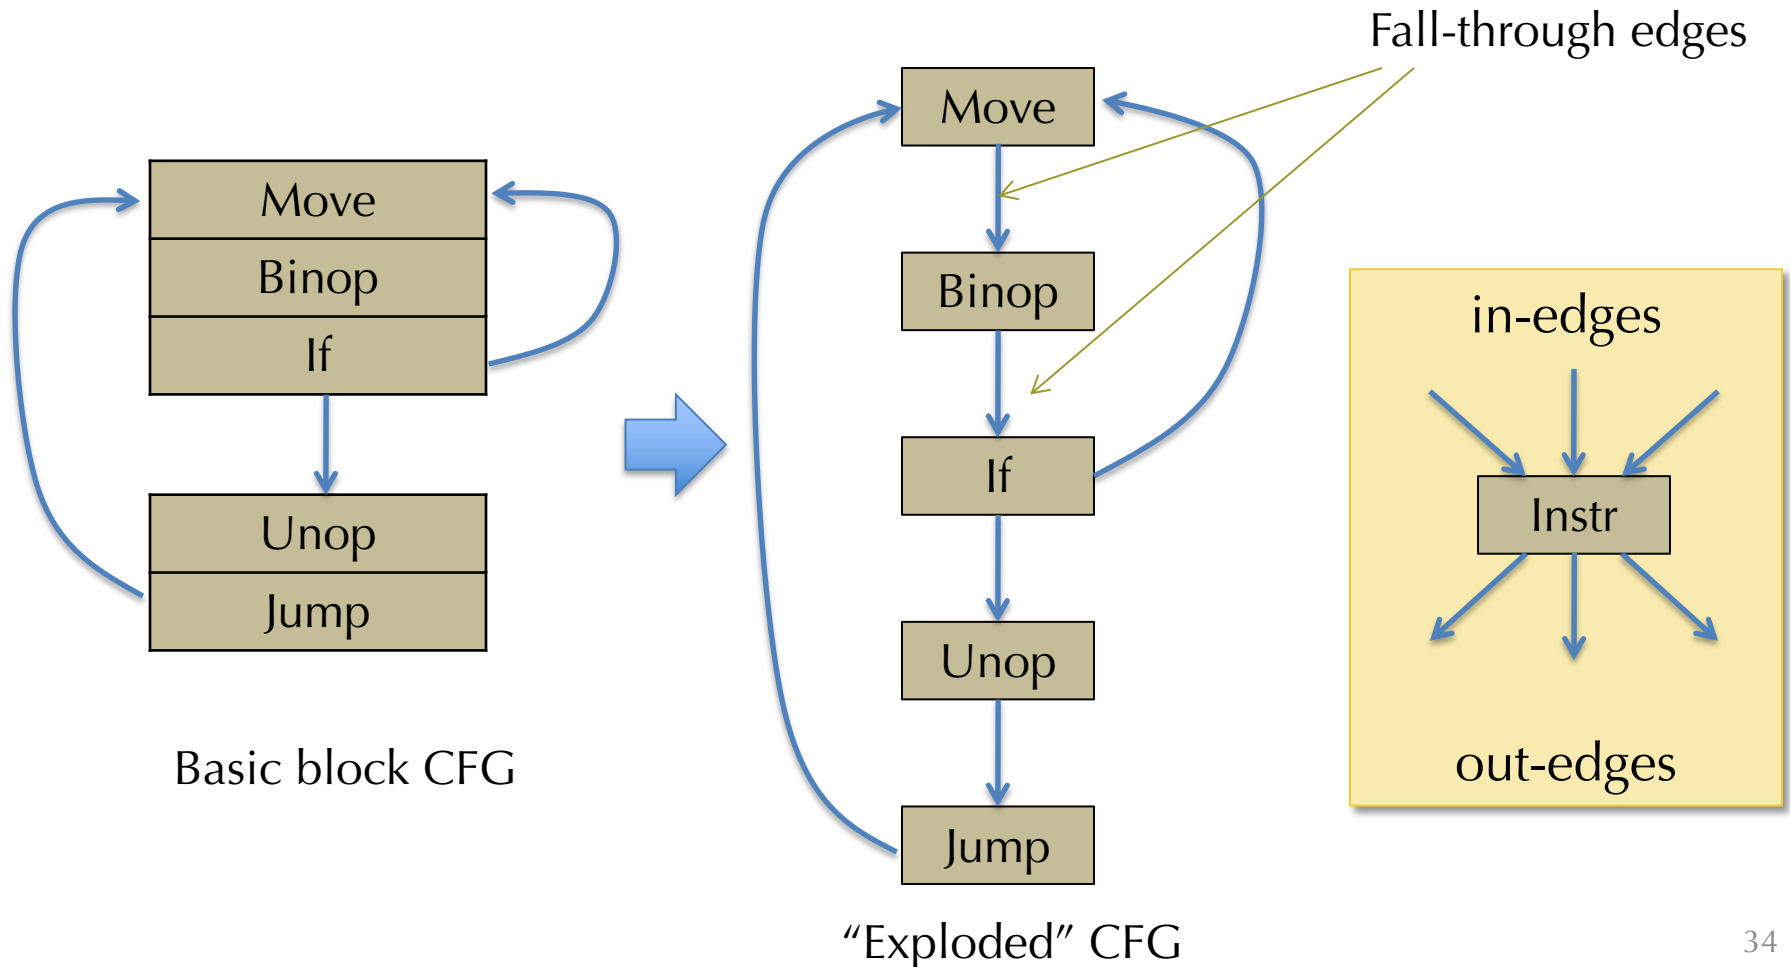 Fall-through edges
Move
Binop
If
Unop
Jump
Basic block CFG
Move
Binop
If
Unop
Jump
“Exploded” CFG
in-edges
Instr
out-edges
34